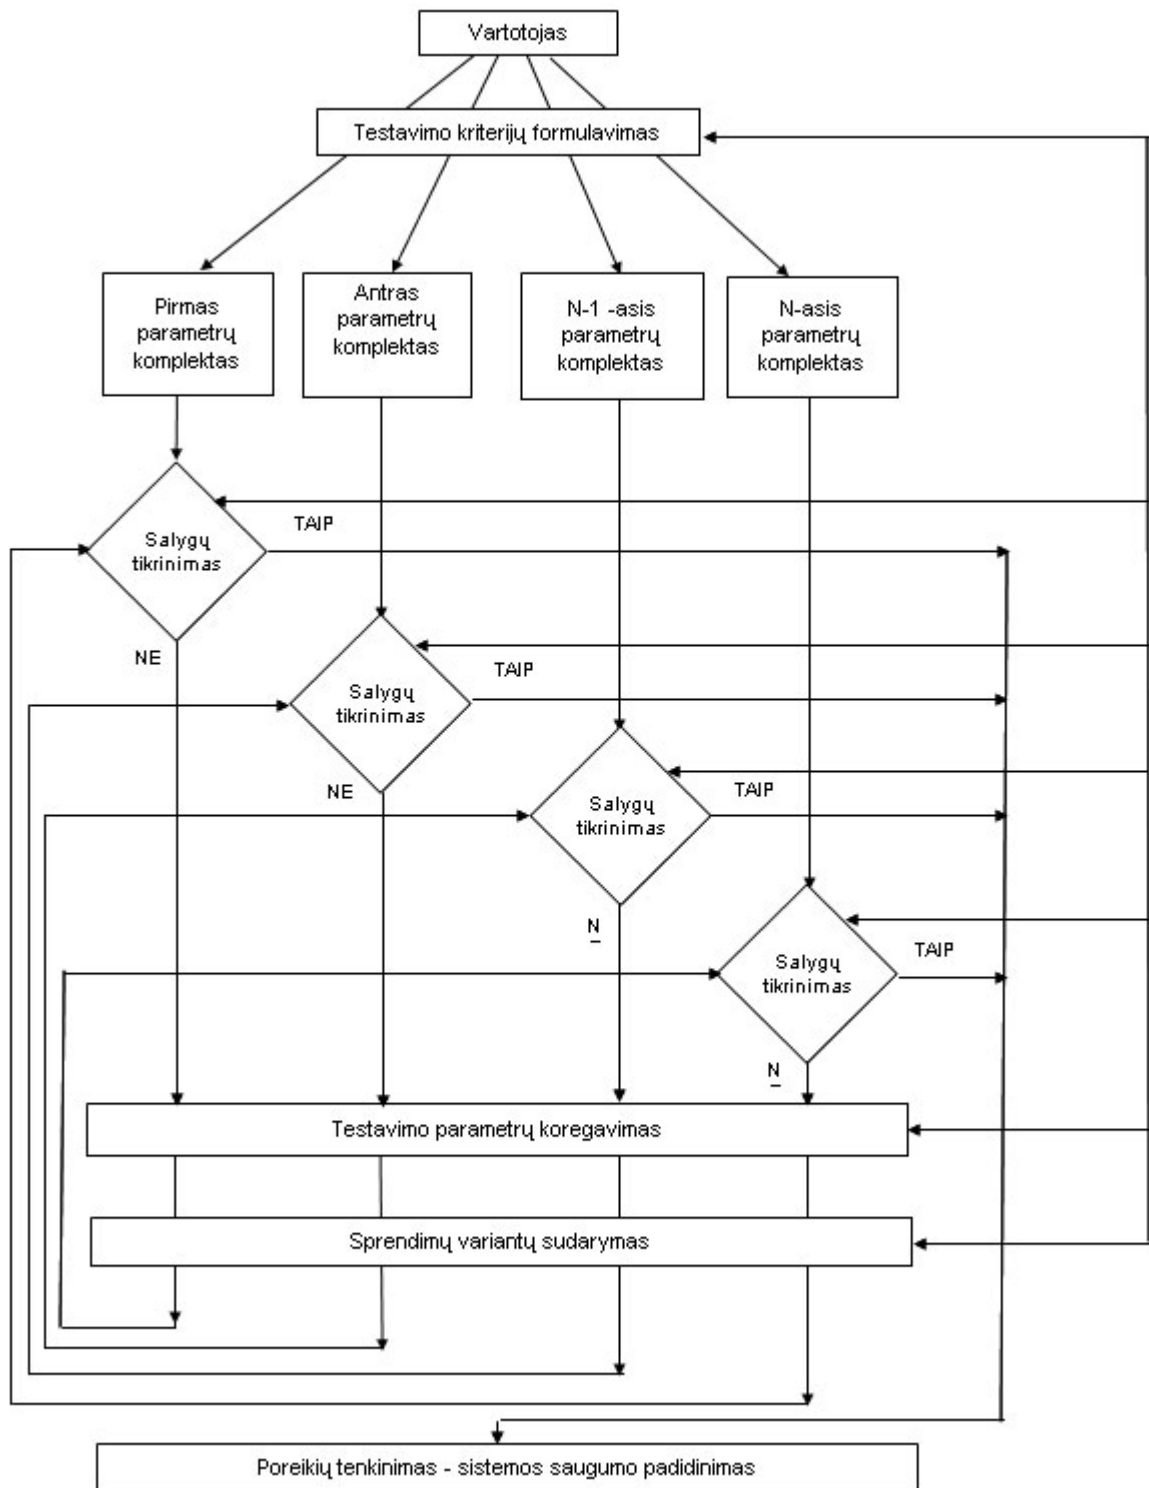 Vartotojas
Testavimo kriterijų formulavimas
Pirmas
parametrų
komplektas
Antras
parametrų
komplektas
N-1 -asis
parametrų
komplektas
N-asis
parametrų
komplektas
Salygų
tikrinimas
TAIP
NE
Salygų
tikrinimas
TAIP
NE
Salygų
tikrinimas
TAIP
N
Salygų
tikrinimas
TAIP
N
Testavimo parametrų koregavimas
Sprendimų variantų sudarymas
Poreikių tenkinimas - sistemos saugumo padidinimas